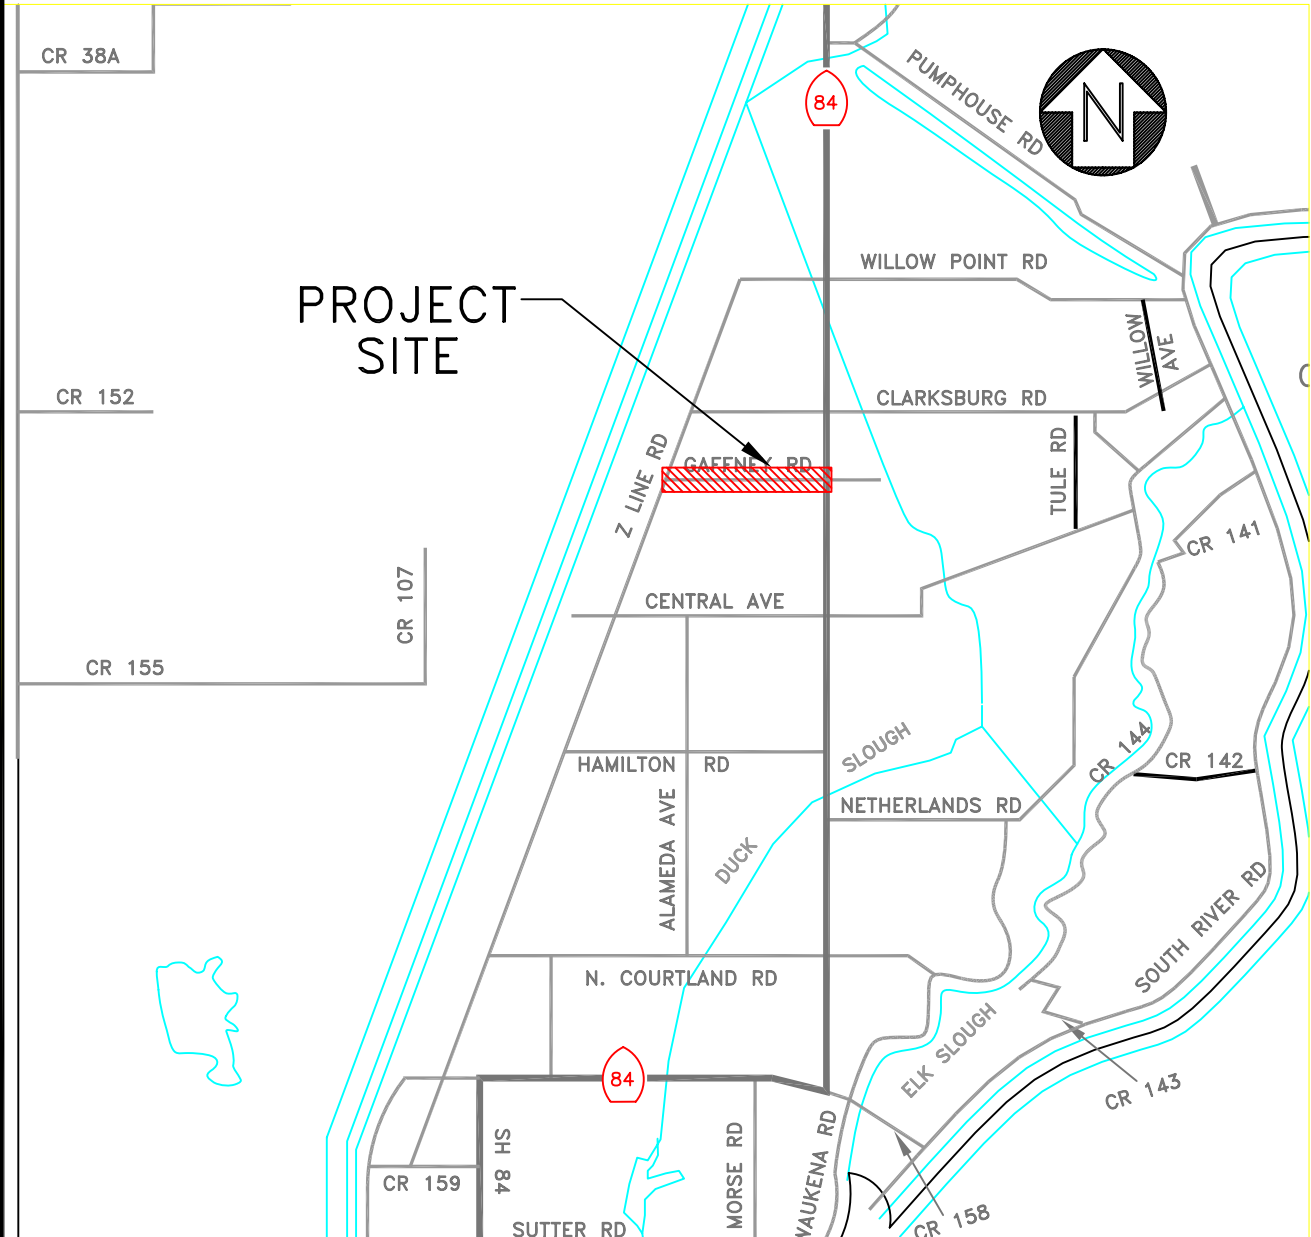 CR 38A
84
PUMPHOUSE RD
N
WILLOW POINT RD
PROJECT
SITE
WILLOW
AVE
CR 152
CLARKSBURG RD
Z LINE RD
GAFFNEY RD
TULE RD
CR 141
CR 107
CENTRAL AVE
CR 155
SLOUGH
CR 144
CR 142
HAMILTON RD
NETHERLANDS RD
ALAMEDA AVE
DUCK
SOUTH RIVER RD
N. COURTLAND RD
ELK SLOUGH
84
CR 143
SH 84
MORSE RD
WAUKENA RD
CR 159
SUTTER RD
CR 158